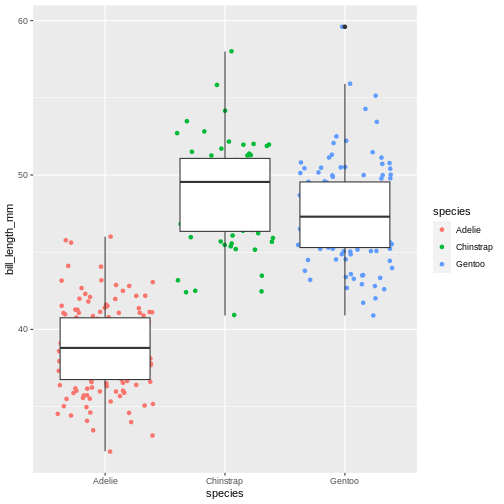 60
50
40
bill_length_mm
Adelie
Chinstrap
Gentoo
species
species
Adelie
Chinstrap
Gentoo